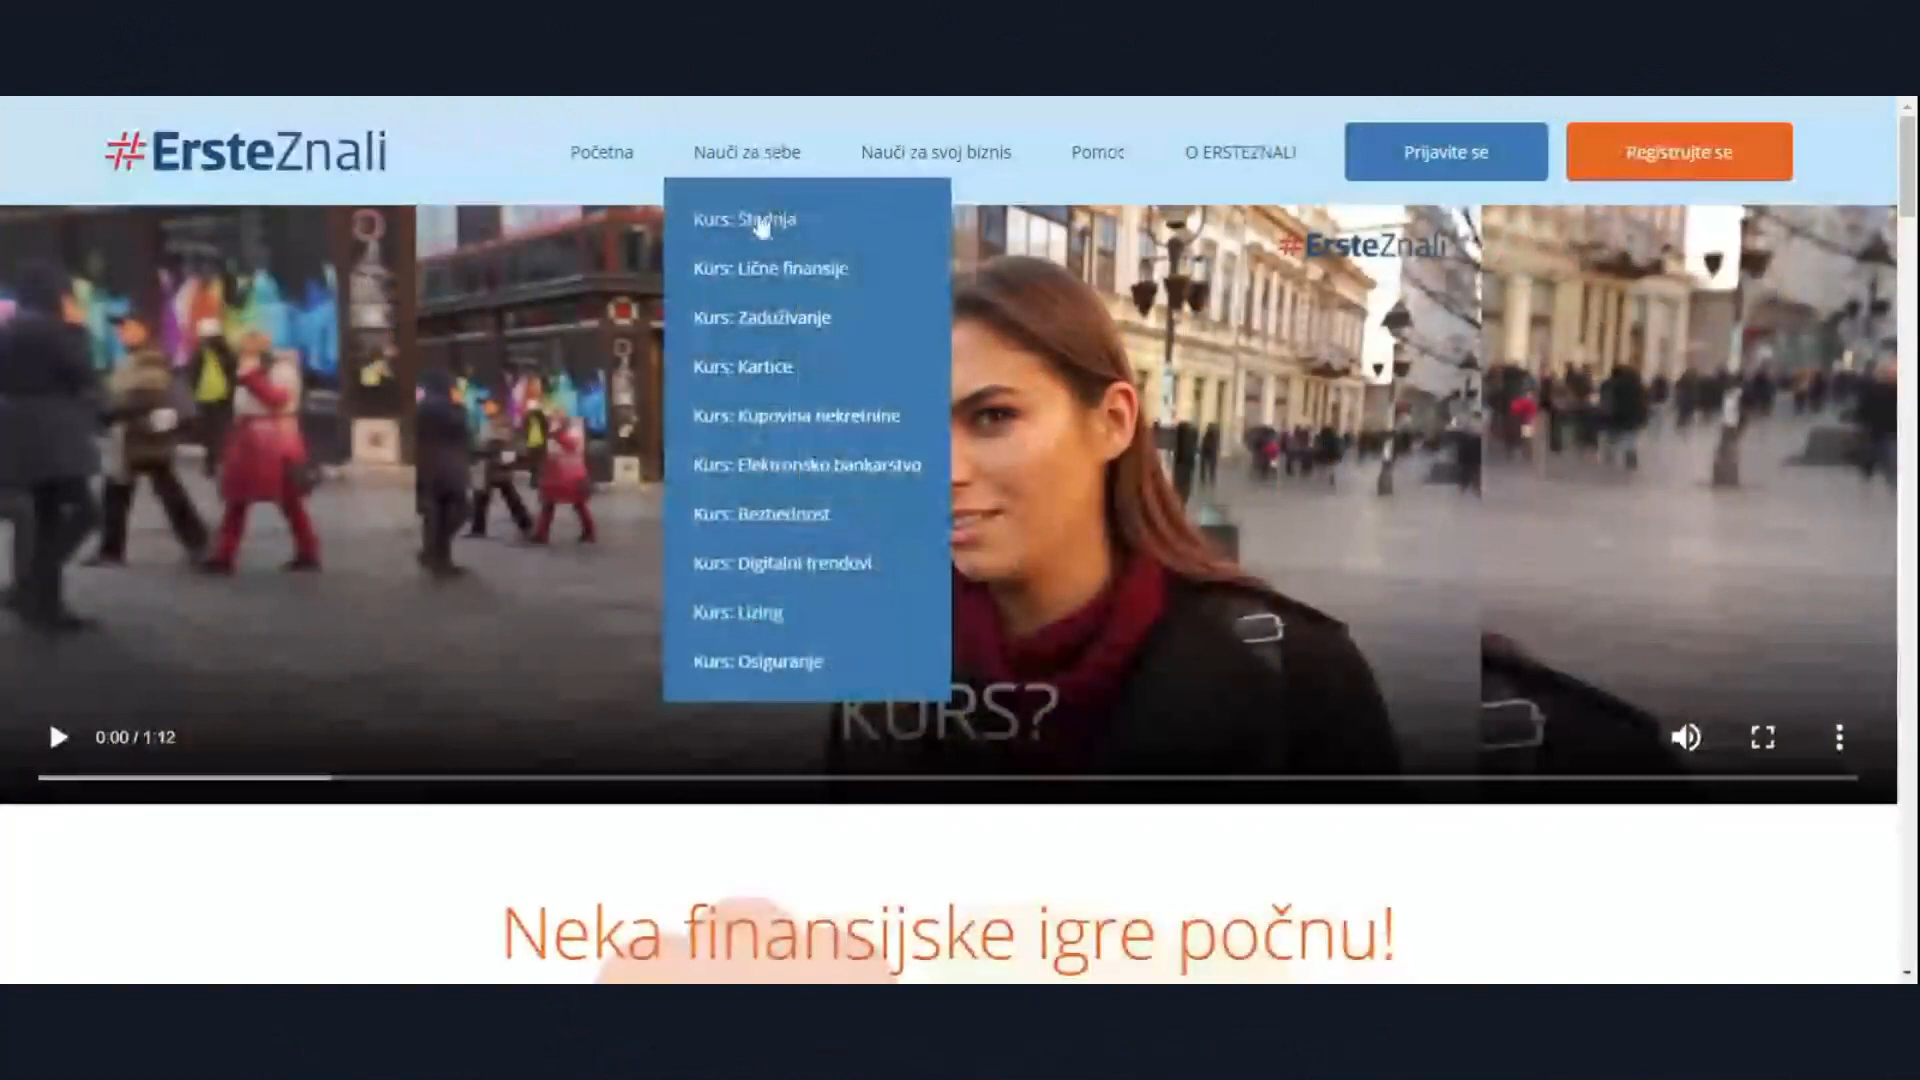 #ErsteZnali
Početna
Nauči za sebe
Nauči za svoj biznis
Pomoć
O ERSTEZNALI
Prijavite se
Registrujte se
Kurs: Štednja
Kurs: Lične finansije
Kurs: Zaduživanje
Kurs: Kartice
Kurs: Kupovina nekretnine
Kurs: Elektronsko bankarstvo
Kurs: Bezbednost
Kurs: Digitalni trendovi
Kurs: Lizing
Kurs: Osiguranje
#ErsteZnali
KURS?
0:00 / 1:12
Neka finansijske igre počnu!